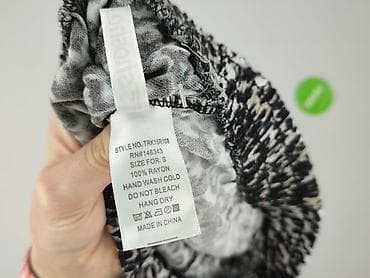 STYLE NO.:TRK15R108
RN#146343
SIZE FOR: S
100% RAYON
HAND WASH COLD
DO NOT BLEACH
HANG DRY
MADE IN CHINA